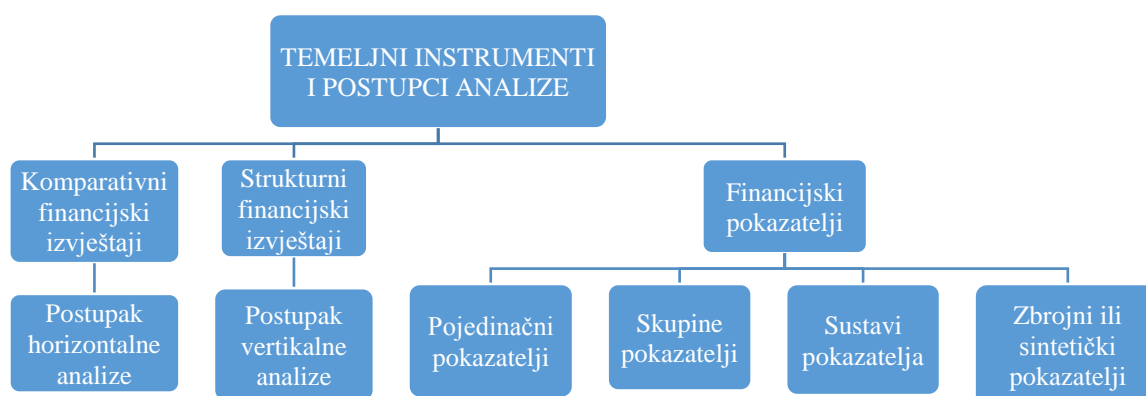 TEMELJNI INSTRUMENTI
I POSTUPCI ANALIZE
Komparativni
financijski
izvještaji
Strukturni
financijski
izvještaji
Financijski
pokazatelji
Postupak
horizontalne
analize
Postupak
vertikalne
analize
Pojedinačni
pokazatelji
Skupine
pokazatelji
Sustavi
pokazatelja
Zbrojni ili
sintetički
pokazatelji